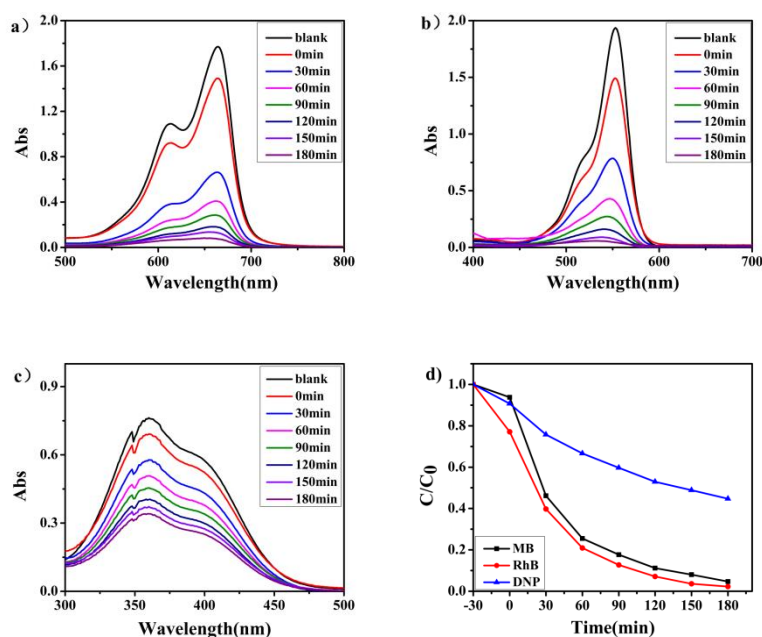 a)
2.0
1.6
1.2
0.8
0.4
0.0
Abs
blank
0min
30min
60min
90min
120min
150min
180min
500 600 700 800
Wavelength(nm)
b)
2.0
1.5
1.0
0.5
0.0
Abs
blank
0min
30min
60min
90min
120min
150min
180min
400 500 600 700
Wavelength(nm)
c)
0.9
0.6
0.3
0.0
Abs
blank
0min
30min
60min
90min
120min
150min
180min
300 350 400 450 500
Wavelength(nm)
d)
1.0
0.8
0.6
0.4
0.2
0.0
C/C0
MB
RhB
DNP
-30 0 30 60 90 120 150 180
Time(min)